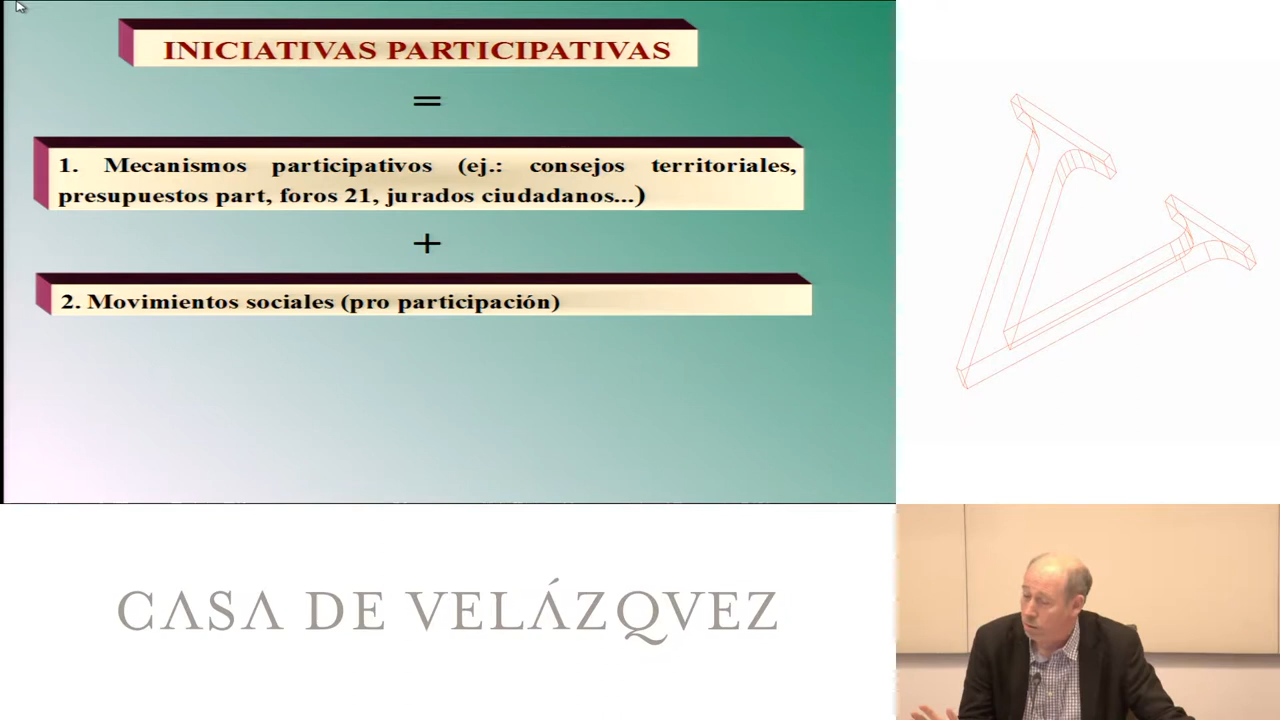 INICIATIVAS PARTICIPATIVAS
=
1. Mecanismos participativos (ej.: consejos territoriales,
presupuestos part, foros 21, jurados ciudadanos...)
+
2. Movimientos sociales (pro participación)
CASA DE VELÁZQVEZ